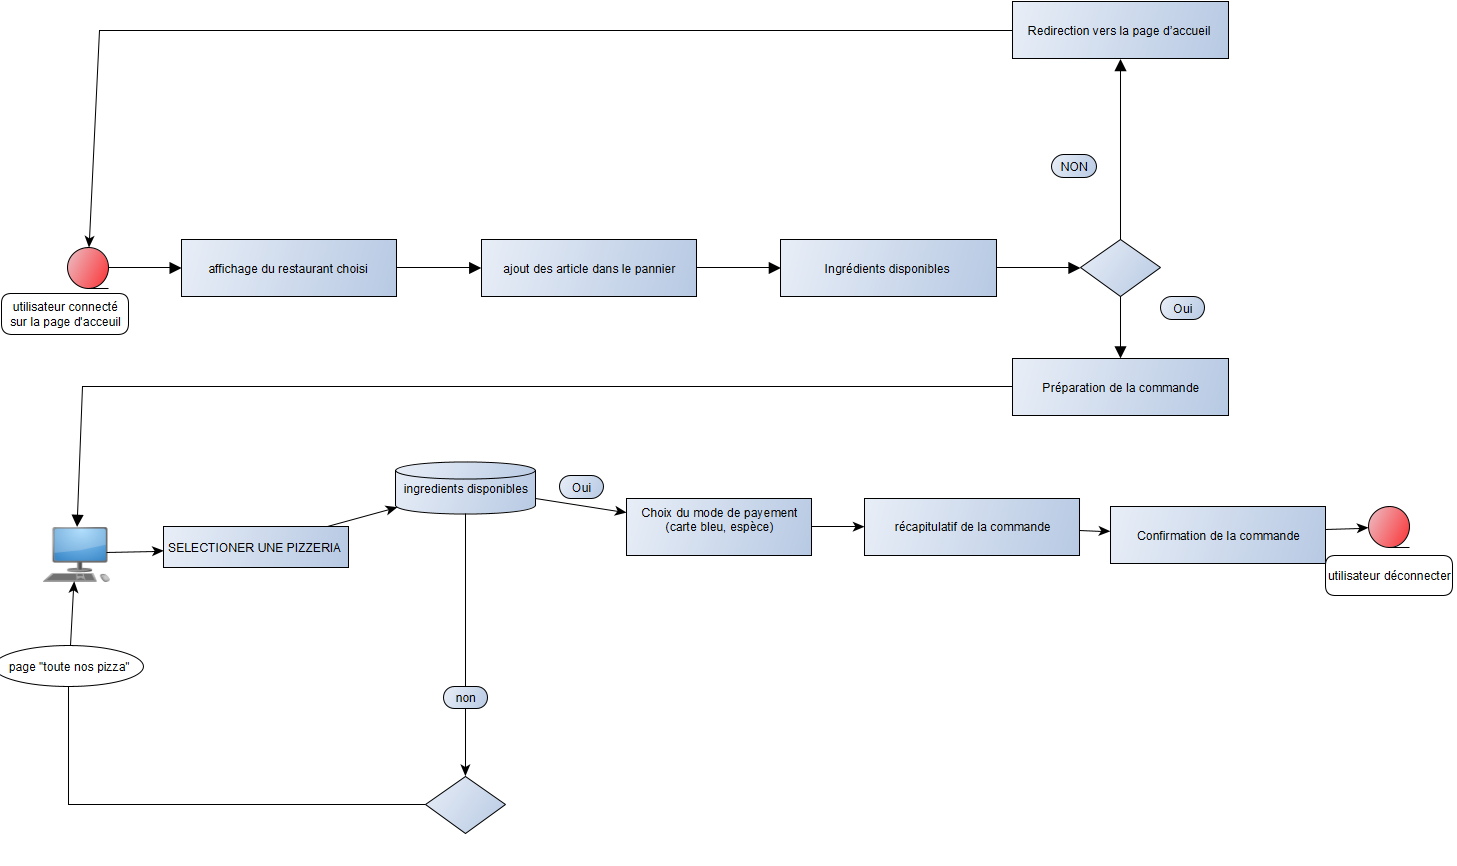 Redirection vers la page d'accueil
NON
affichage du restaurant choisi
ajout des article dans le pannier
Ingrédients disponibles
utilisateur connecté
sur la page d'acceuil
Oui
Préparation de la commande
ingredients disponibles
Oui
SELECTIONER UNE PIZZERIA
Choix du mode de payement
(carte bleu, espèce)
récapitulatif de la commande
Confirmation de la commande
utilisateur déconnecter
page "toute nos pizza"
non